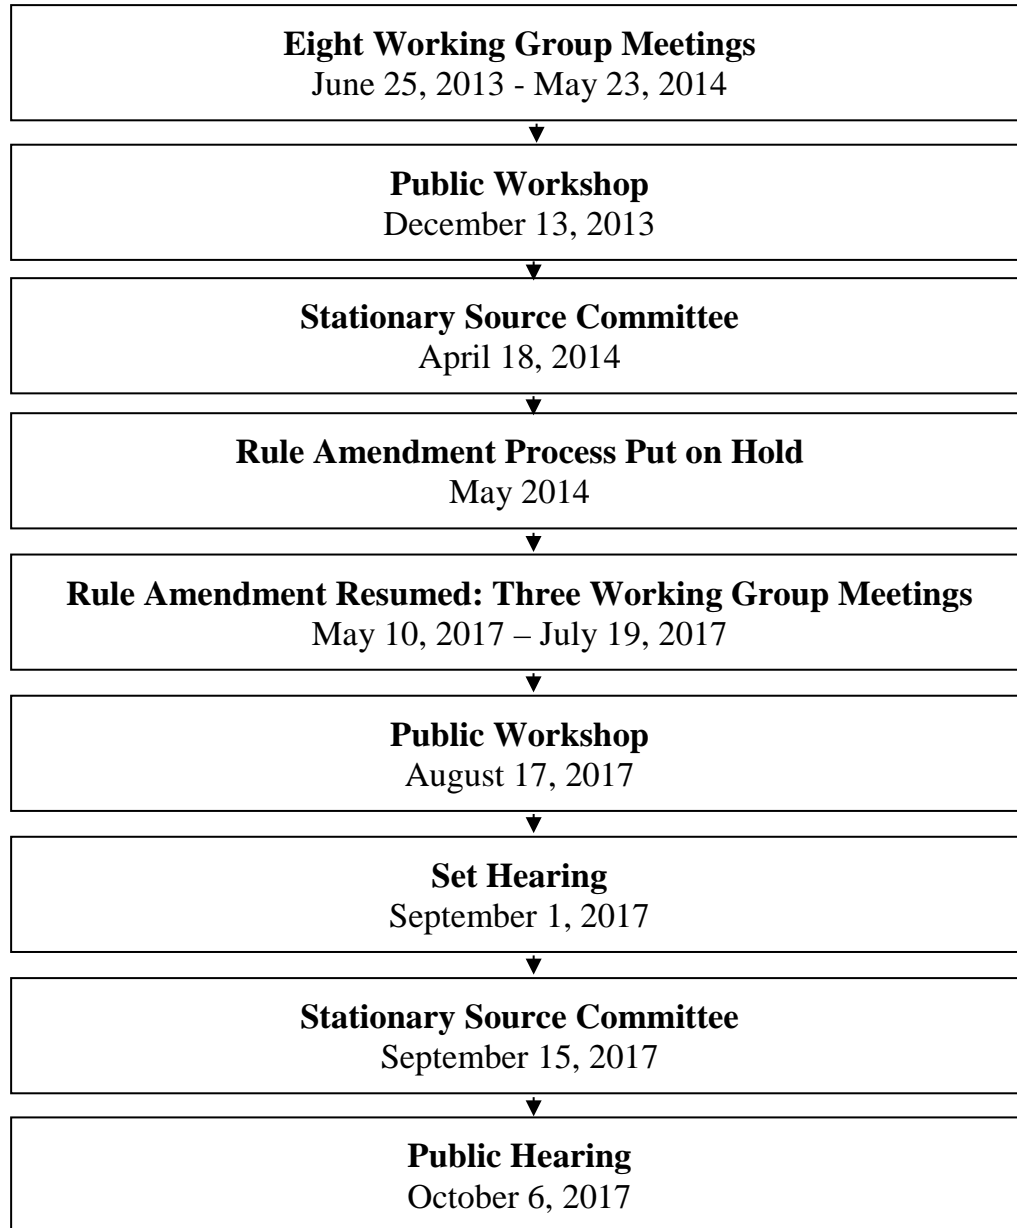 Eight Working Group Meetings
June 25, 2013 - May 23, 2014
Public Workshop
December 13, 2013
Stationary Source Committee
April 18, 2014
Rule Amendment Process Put on Hold
May 2014
Rule Amendment Resumed: Three Working Group Meetings
May 10, 2017 – July 19, 2017
Public Workshop
August 17, 2017
Set Hearing
September 1, 2017
Stationary Source Committee
September 15, 2017
Public Hearing
October 6, 2017